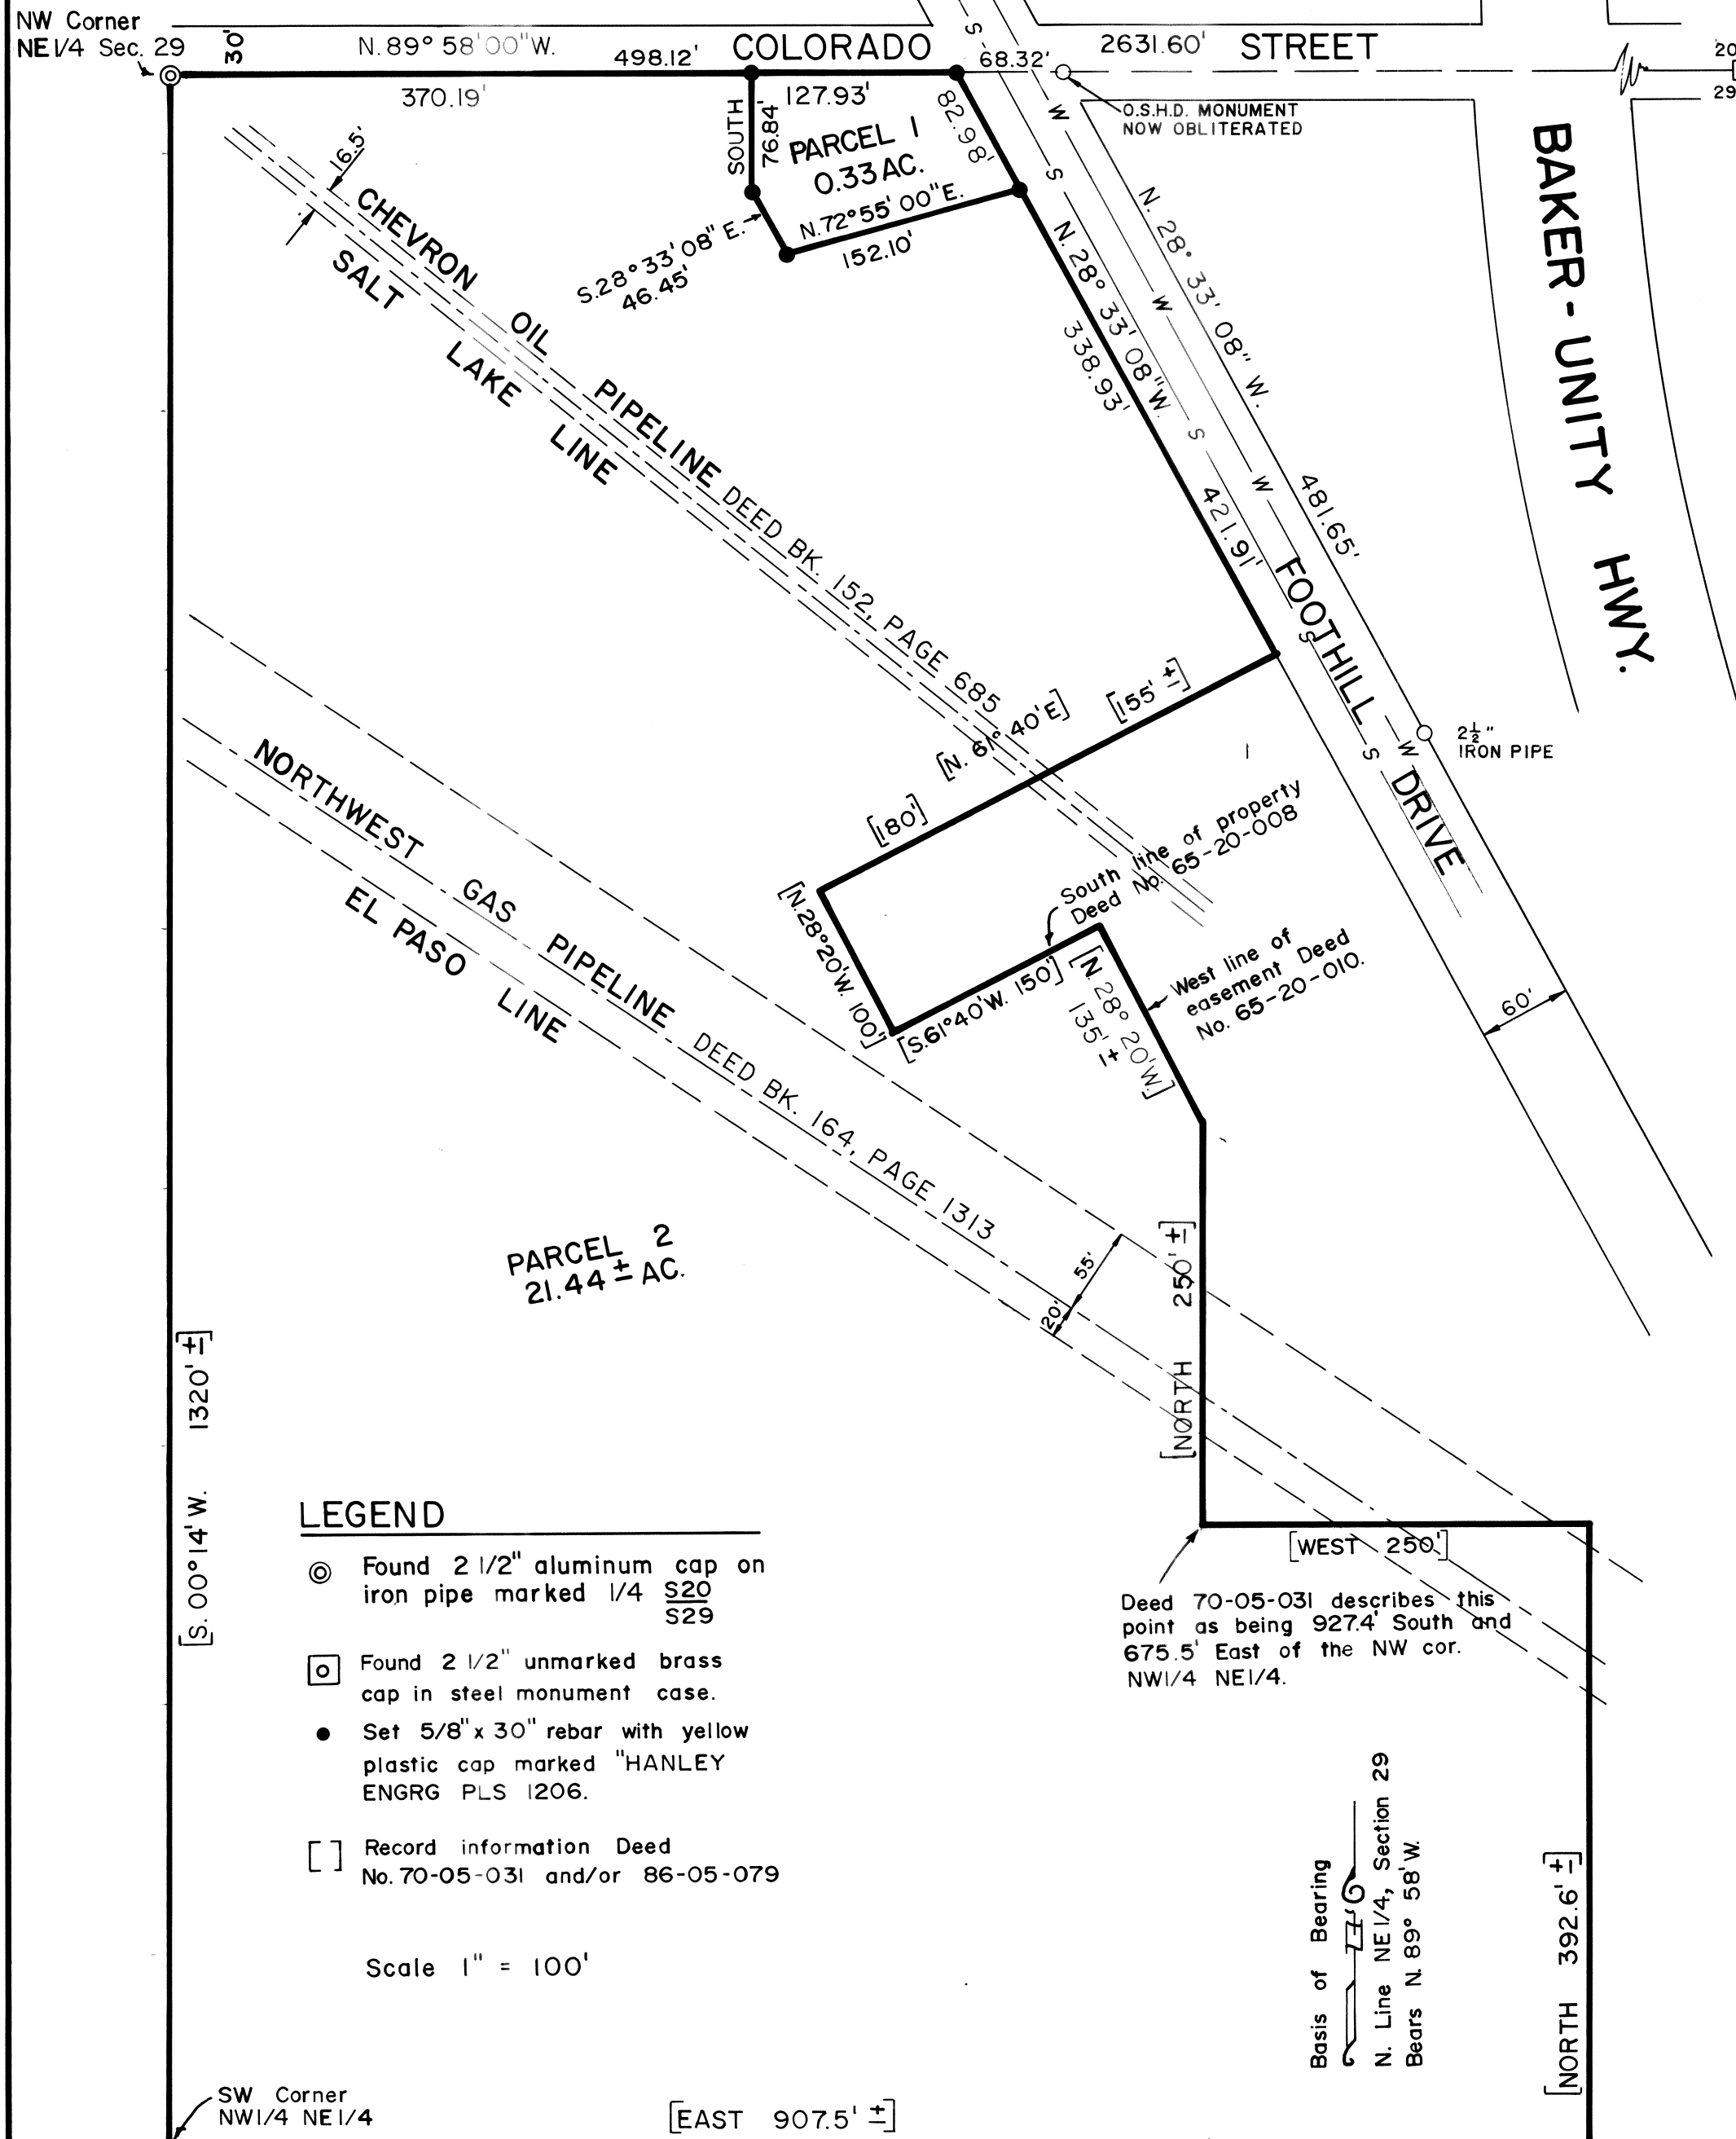 NW Corner
NE1/4 Sec. 29
30'
N.89° 58'00"W.
498.12'
COLORADO
68.32'
2631.60'
STREET
20
29
370.19'
127.93'
SOUTH
76.84'
PARCEL 1
0.33 AC.
82.98'
O.S.H.D. MONUMENT
NOW OBLITERATED
N.72°55'00"E.
152.10'
S.28°33'08"E.
46.45'
16.5'
CHEVRON OIL PIPELINE DEED BK. 152, PAGE 685
SALT LAKE LINE
S
W
W
S
W
S
W
S
S
W
N. 28° 33' 08" W.
338.93'
421.91'
N. 28° 33' 08" W.
481.65'
FOOTHILL DRIVE
BAKER-UNITY HWY.
2½"
IRON PIPE
60'
[155' ±]
[N. 61° 40'E]
[180']
[N.28°20'W. 100']
[S.61°40'W. 150']
South line of property
Deed No. 65-20-008
[N. 28° 20'W.
135' ±]
West line of
easement Deed
No. 65-20-010.
NORTHWEST GAS PIPELINE DEED BK. 164, PAGE 1313
EL PASO LINE
55'
20'
PARCEL 2
21.44 ± AC.
[NORTH 250' ±]
[WEST 250']
Deed 70-05-031 describes this
point as being 927.4' South and
675.5' East of the NW cor.
NW1/4 NE1/4.
[S. 00°14' W. 1320' ±]
LEGEND
Found 2 1/2" aluminum cap on
iron pipe marked 1/4 S20
S29
Found 2 1/2" unmarked brass
cap in steel monument case.
Set 5/8" x 30" rebar with yellow
plastic cap marked "HANLEY
ENGRG PLS 1206.
[ ] Record information Deed
No. 70-05-031 and/or 86-05-079
Scale 1" = 100'
Basis of Bearing
N. Line NE1/4, Section 29
Bears N. 89° 58' W.
[NORTH 392.6' ±]
SW Corner
NW1/4 NE1/4
[EAST 907.5' ±]